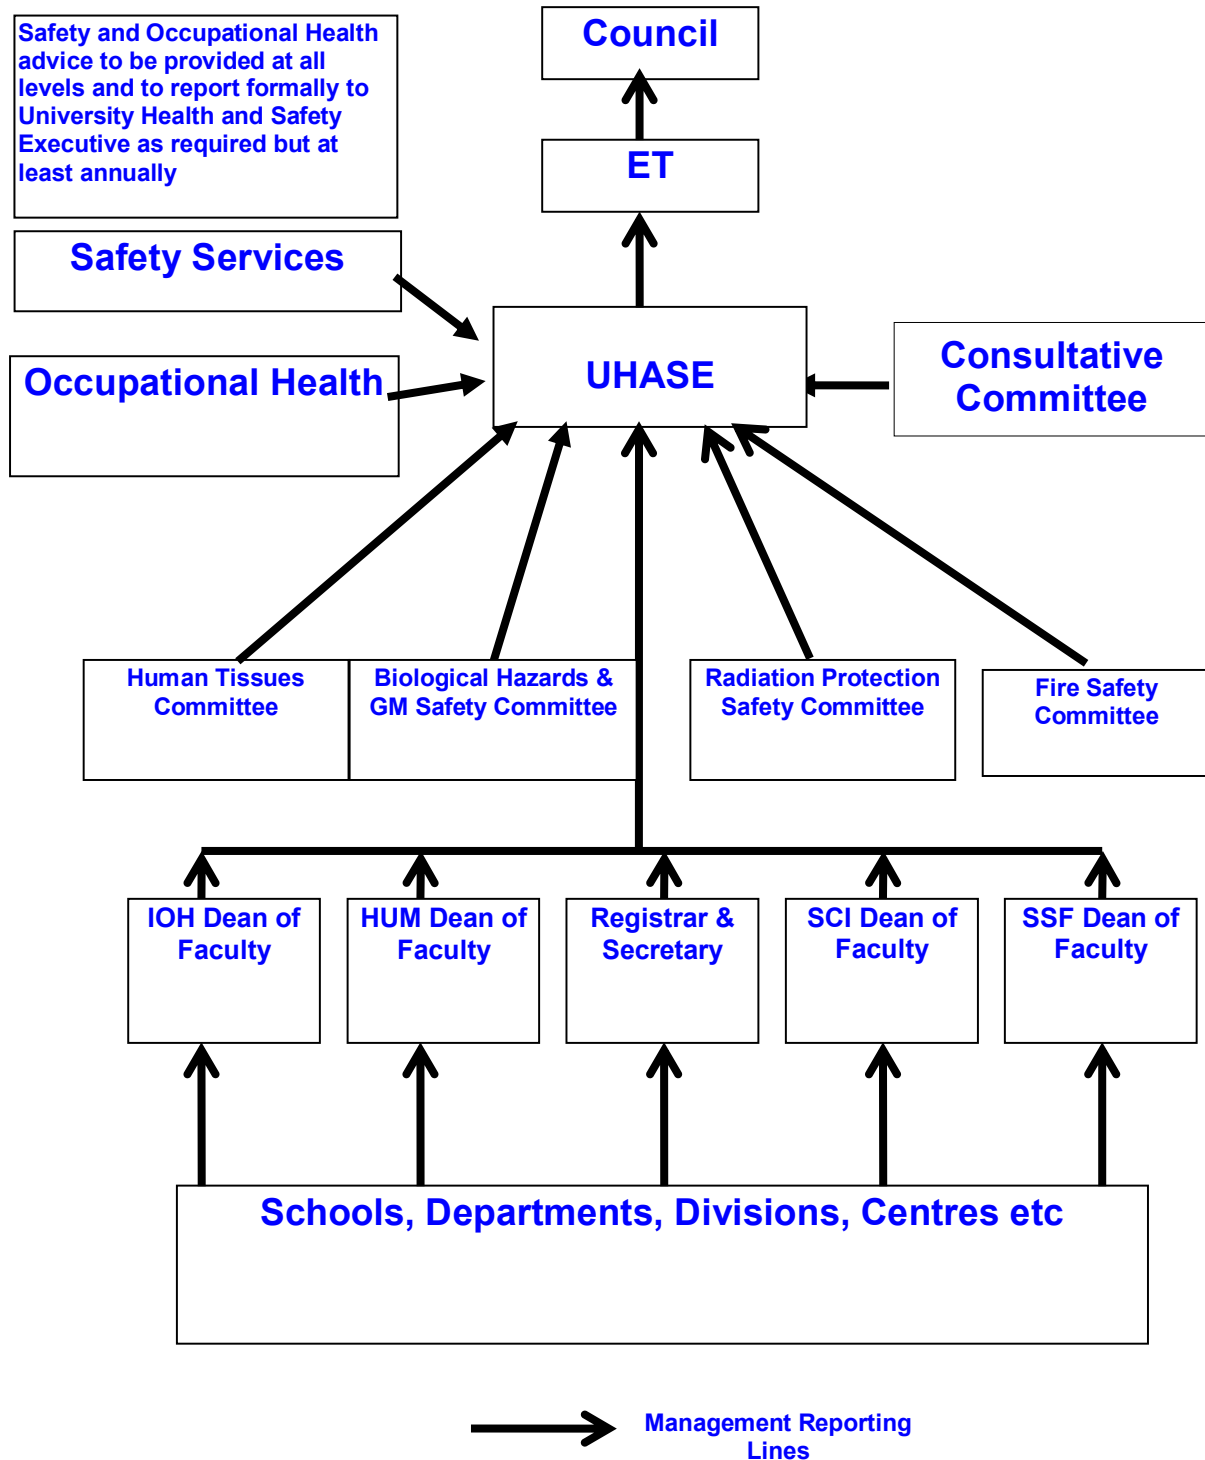 Safety and Occupational Health
advice to be provided at all
levels and to report formally to
University Health and Safety
Executive as required but at
least annually
Council
ET
Safety Services
UHASE
Occupational Health
Consultative
Committee
Human Tissues
Committee
Biological Hazards &
GM Safety Committee
Radiation Protection
Safety Committee
Fire Safety
Committee
IOH Dean of
Faculty
HUM Dean of
Faculty
Registrar &
Secretary
SCI Dean of
Faculty
SSF Dean of
Faculty
Schools, Departments, Divisions, Centres etc
Management Reporting
Lines